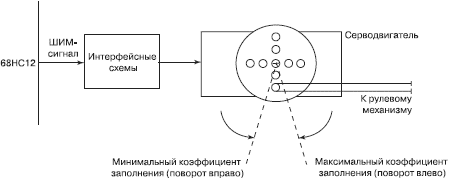 ШИМ-
сигнал
68HC12
Интерфейсные
схемы
Серводвигатель
К рулевому
механизму
Минимальный коэффициент
заполнения (поворот вправо)
Максимальный коэффициент
заполнения (поворот влево)